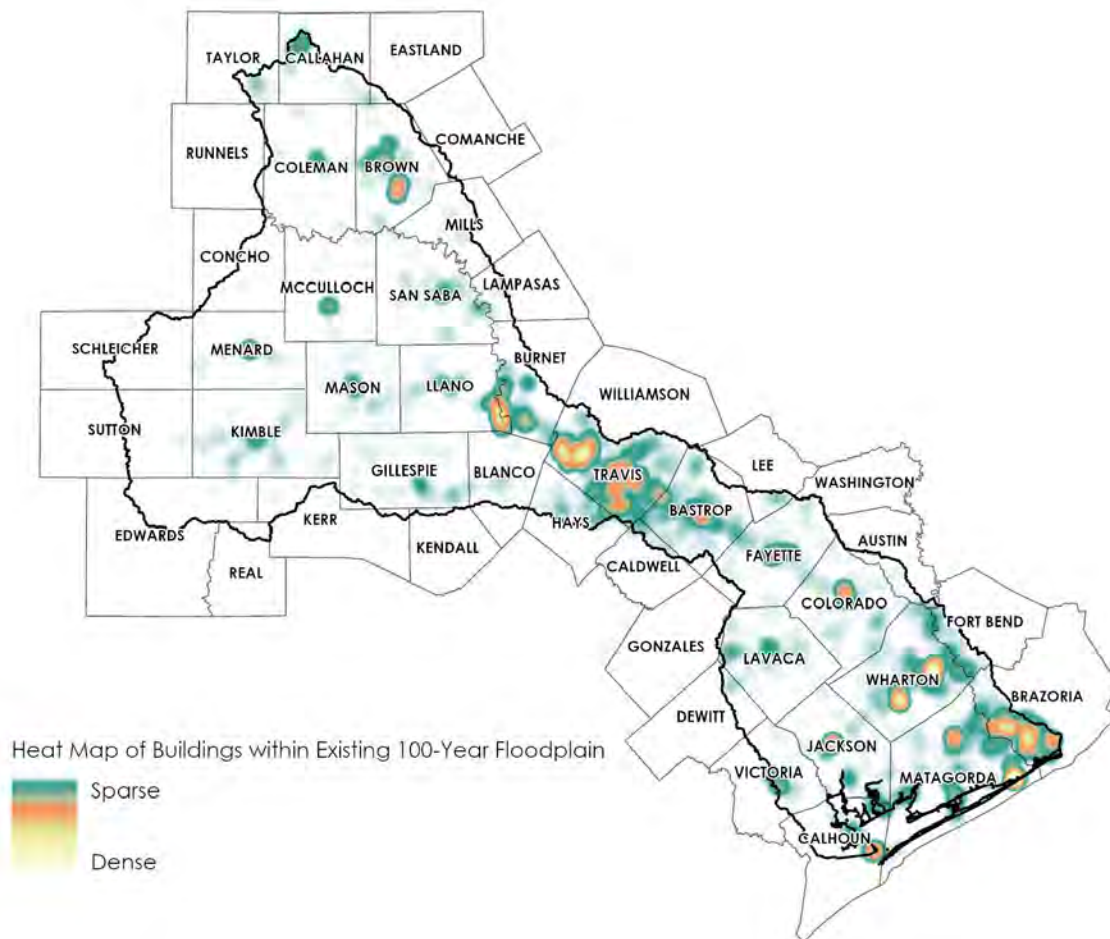 EASTLAND
TAYLOR
CALLAHAN
COMANCHE
RUNNELS
COLEMAN
BROWN
MILLS
CONCHO
MCCULLOCH
SAN SABA
LAMPASAS
SCHLEICHER
MENARD
BURNET
MASON
LLANO
WILLIAMSON
SUTTON
KIMBLE
GILLESPIE
BLANCO
TRAVIS
LEE
WASHINGTON
BASTROP
EDWARDS
KERR
HAYS
AUSTIN
KENDALL
FAYETTE
REAL
CALDWELL
COLORADO
FORT BEND
GONZALES
LAVACA
WHARTON
BRAZORIA
DEWITT
JACKSON
VICTORIA
MATAGORDA
CALHOUN
Heat Map of Buildings within Existing 100-Year Floodplain
Sparse
Dense